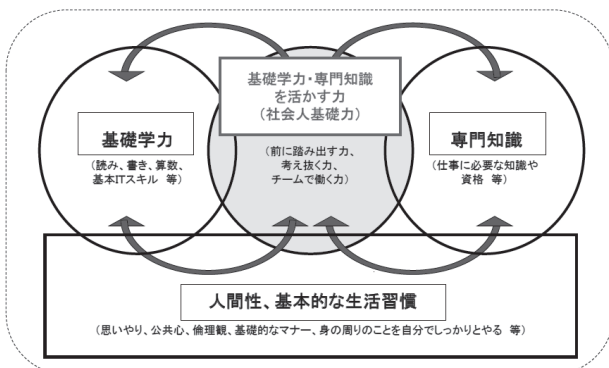 基礎学力・専門知識
を活かす力
(社会人基礎力)
基礎学力
(読み、書き、算数、
基本ITスキル 等)
(前に踏み出す力、
考え抜く力、
チームで働く力)
専門知識
(仕事に必要な知識や
資格 等)
人間性、基本的な生活習慣
(思いやり、公共心、倫理観、基礎的なマナー、身の周りのことを自分でしっかりとやる 等)